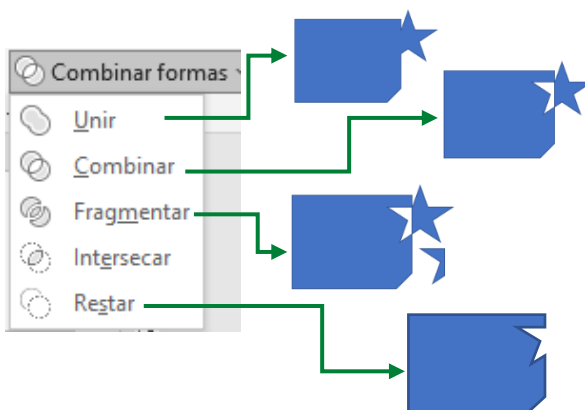 Combinar formas
Unir
Combinar
Fragmentar
Intersecar
Restar